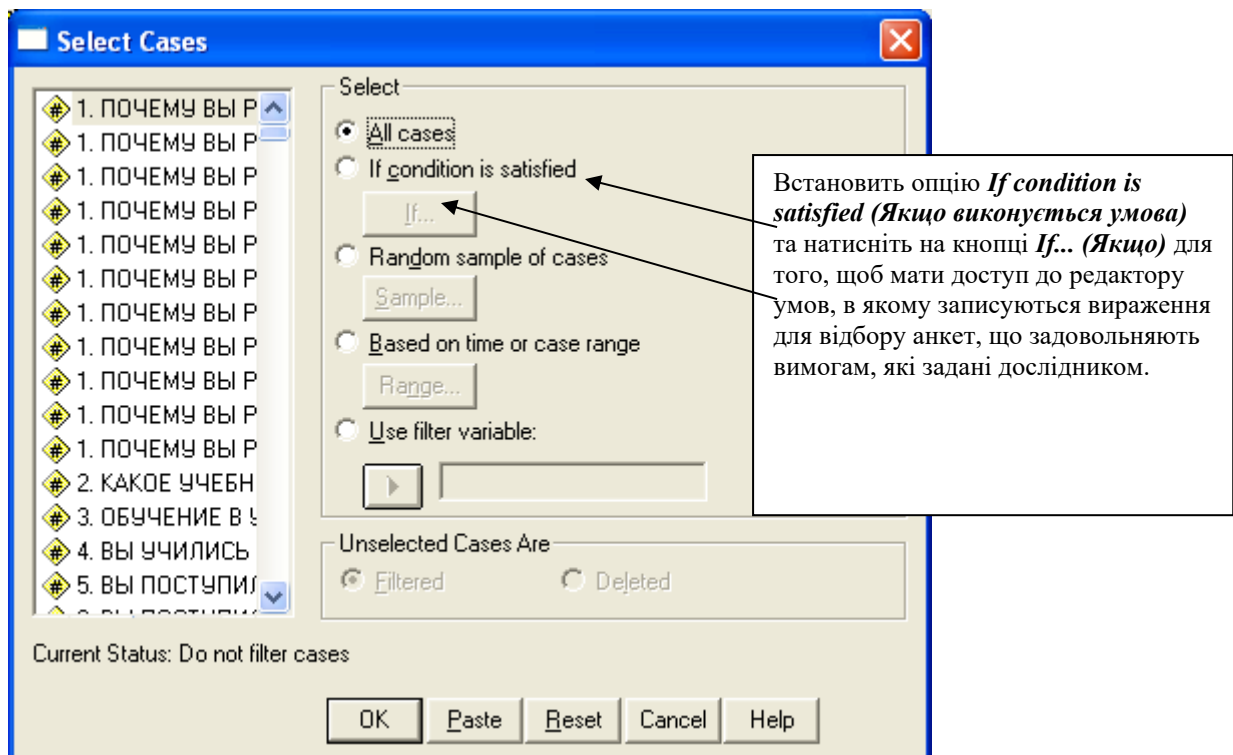 Select Cases
1. ПОЧЕМУ ВЫ Р
1. ПОЧЕМУ ВЫ Р
1. ПОЧЕМУ ВЫ Р
1. ПОЧЕМУ ВЫ Р
1. ПОЧЕМУ ВЫ Р
1. ПОЧЕМУ ВЫ Р
1. ПОЧЕМУ ВЫ Р
1. ПОЧЕМУ ВЫ Р
1. ПОЧЕМУ ВЫ Р
1. ПОЧЕМУ ВЫ Р
1. ПОЧЕМУ ВЫ Р
2. КАКОЕ УЧЕБН
3. ОБУЧЕНИЕ В У
4. ВЫ УЧИЛИСЬ
5. ВЫ ПОСТУПИЛ
Select
All cases
If condition is satisfied
If...
Random sample of cases
Sample...
Based on time or case range
Range...
Use filter variable:
Unselected Cases Are
Filtered
Deleted
Current Status: Do not filter cases
OK
Paste
Reset
Cancel
Help
Встановить опцію If condition is
satisfied (Якщо виконується умова)
та натисніть на кнопці If... (Якщо) для
того, щоб мати доступ до редактору
умов, в якому записуються вираження
для відбору анкет, що задовольняють
вимогам, які задані дослідником.